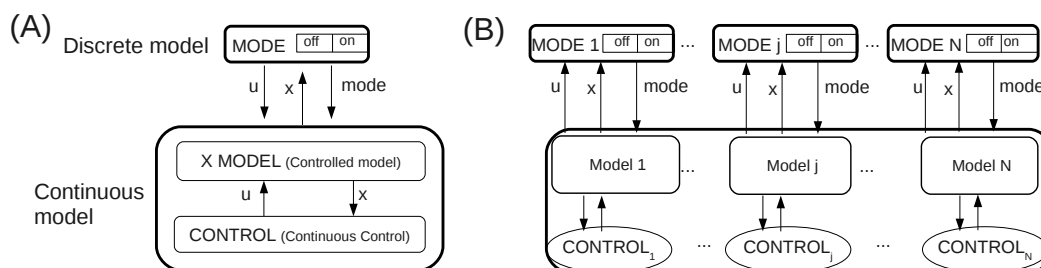 (A)
Discrete model
MODE off on
u x mode
Continuous
model
X MODEL (Controlled model)
u x
CONTROL (Continuous Control)
(B)
MODE 1 off on ... MODE j off on ... MODE N off on
u x mode u x mode u x mode
Model 1 ... Model j ... Model N
CONTROL1 ... CONTROLj ... CONTROLN